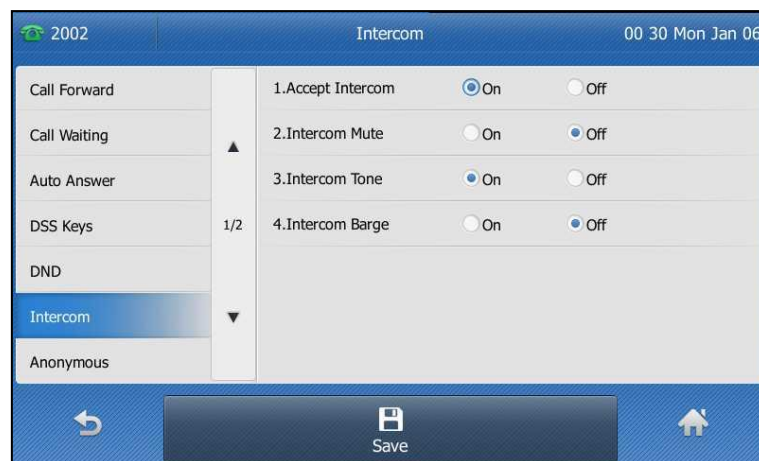 2002 Intercom 00 30 Mon Jan 06
Call Forward 1.Accept Intercom On Off
Call Waiting 2.Intercom Mute On Off
Auto Answer 3.Intercom Tone On Off
DSS Keys 1/2 4.Intercom Barge On Off
DND
Intercom
Anonymous
Save